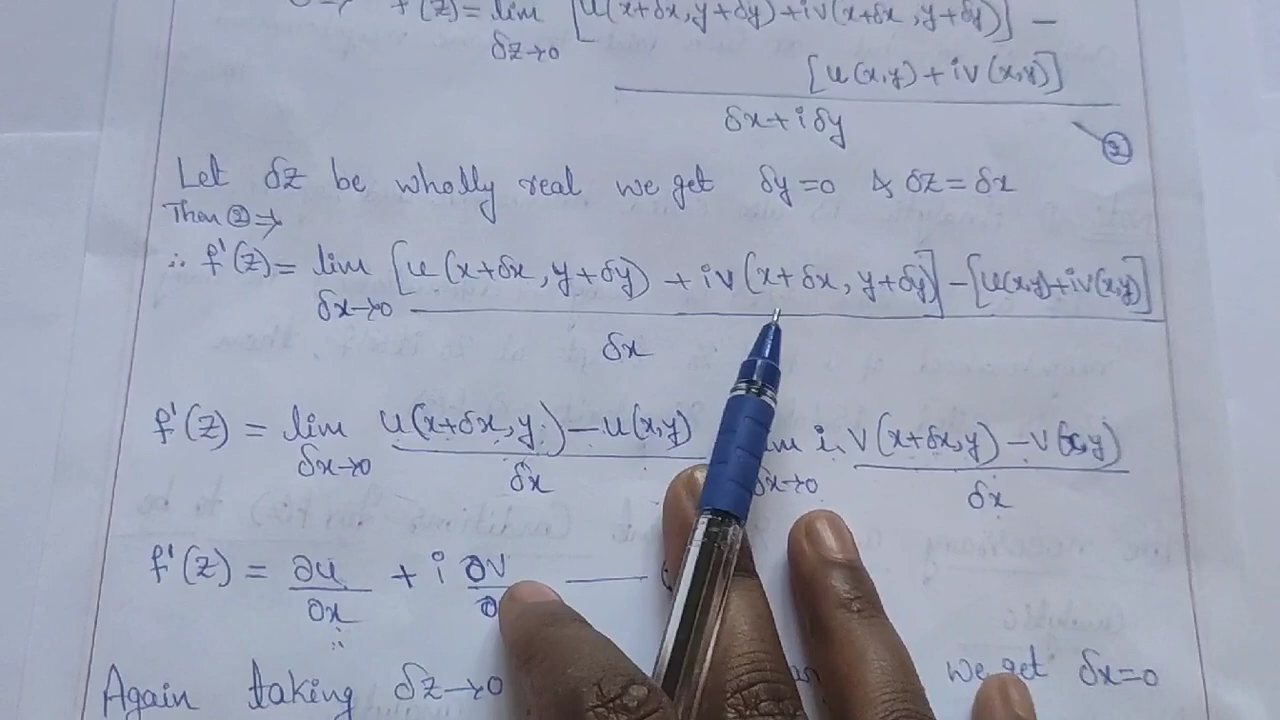 f'(z) = lim [u(x+δx, y+δy) + iv(x+δx, y+δy)] −
δz→0
[u(x,y) + iv(x,y)]
δx + iδy
②
Let δz be wholly real we get δy = 0 & δz = δx
Then ② ⇒
∴ f'(z) = lim [u(x+δx, y+δy) + iv(x+δx, y+δy)] − [u(x,y) + iv(x,y)]
δx→0
δx
f'(z) = lim u(x+δx, y) − u(x,y) lim i. v(x+δx, y) − v(x,y)
δx→0 δx δx→0 δx
f'(z) = ∂u + i ∂v
∂x ∂
Again taking δz→0 we get δx = 0